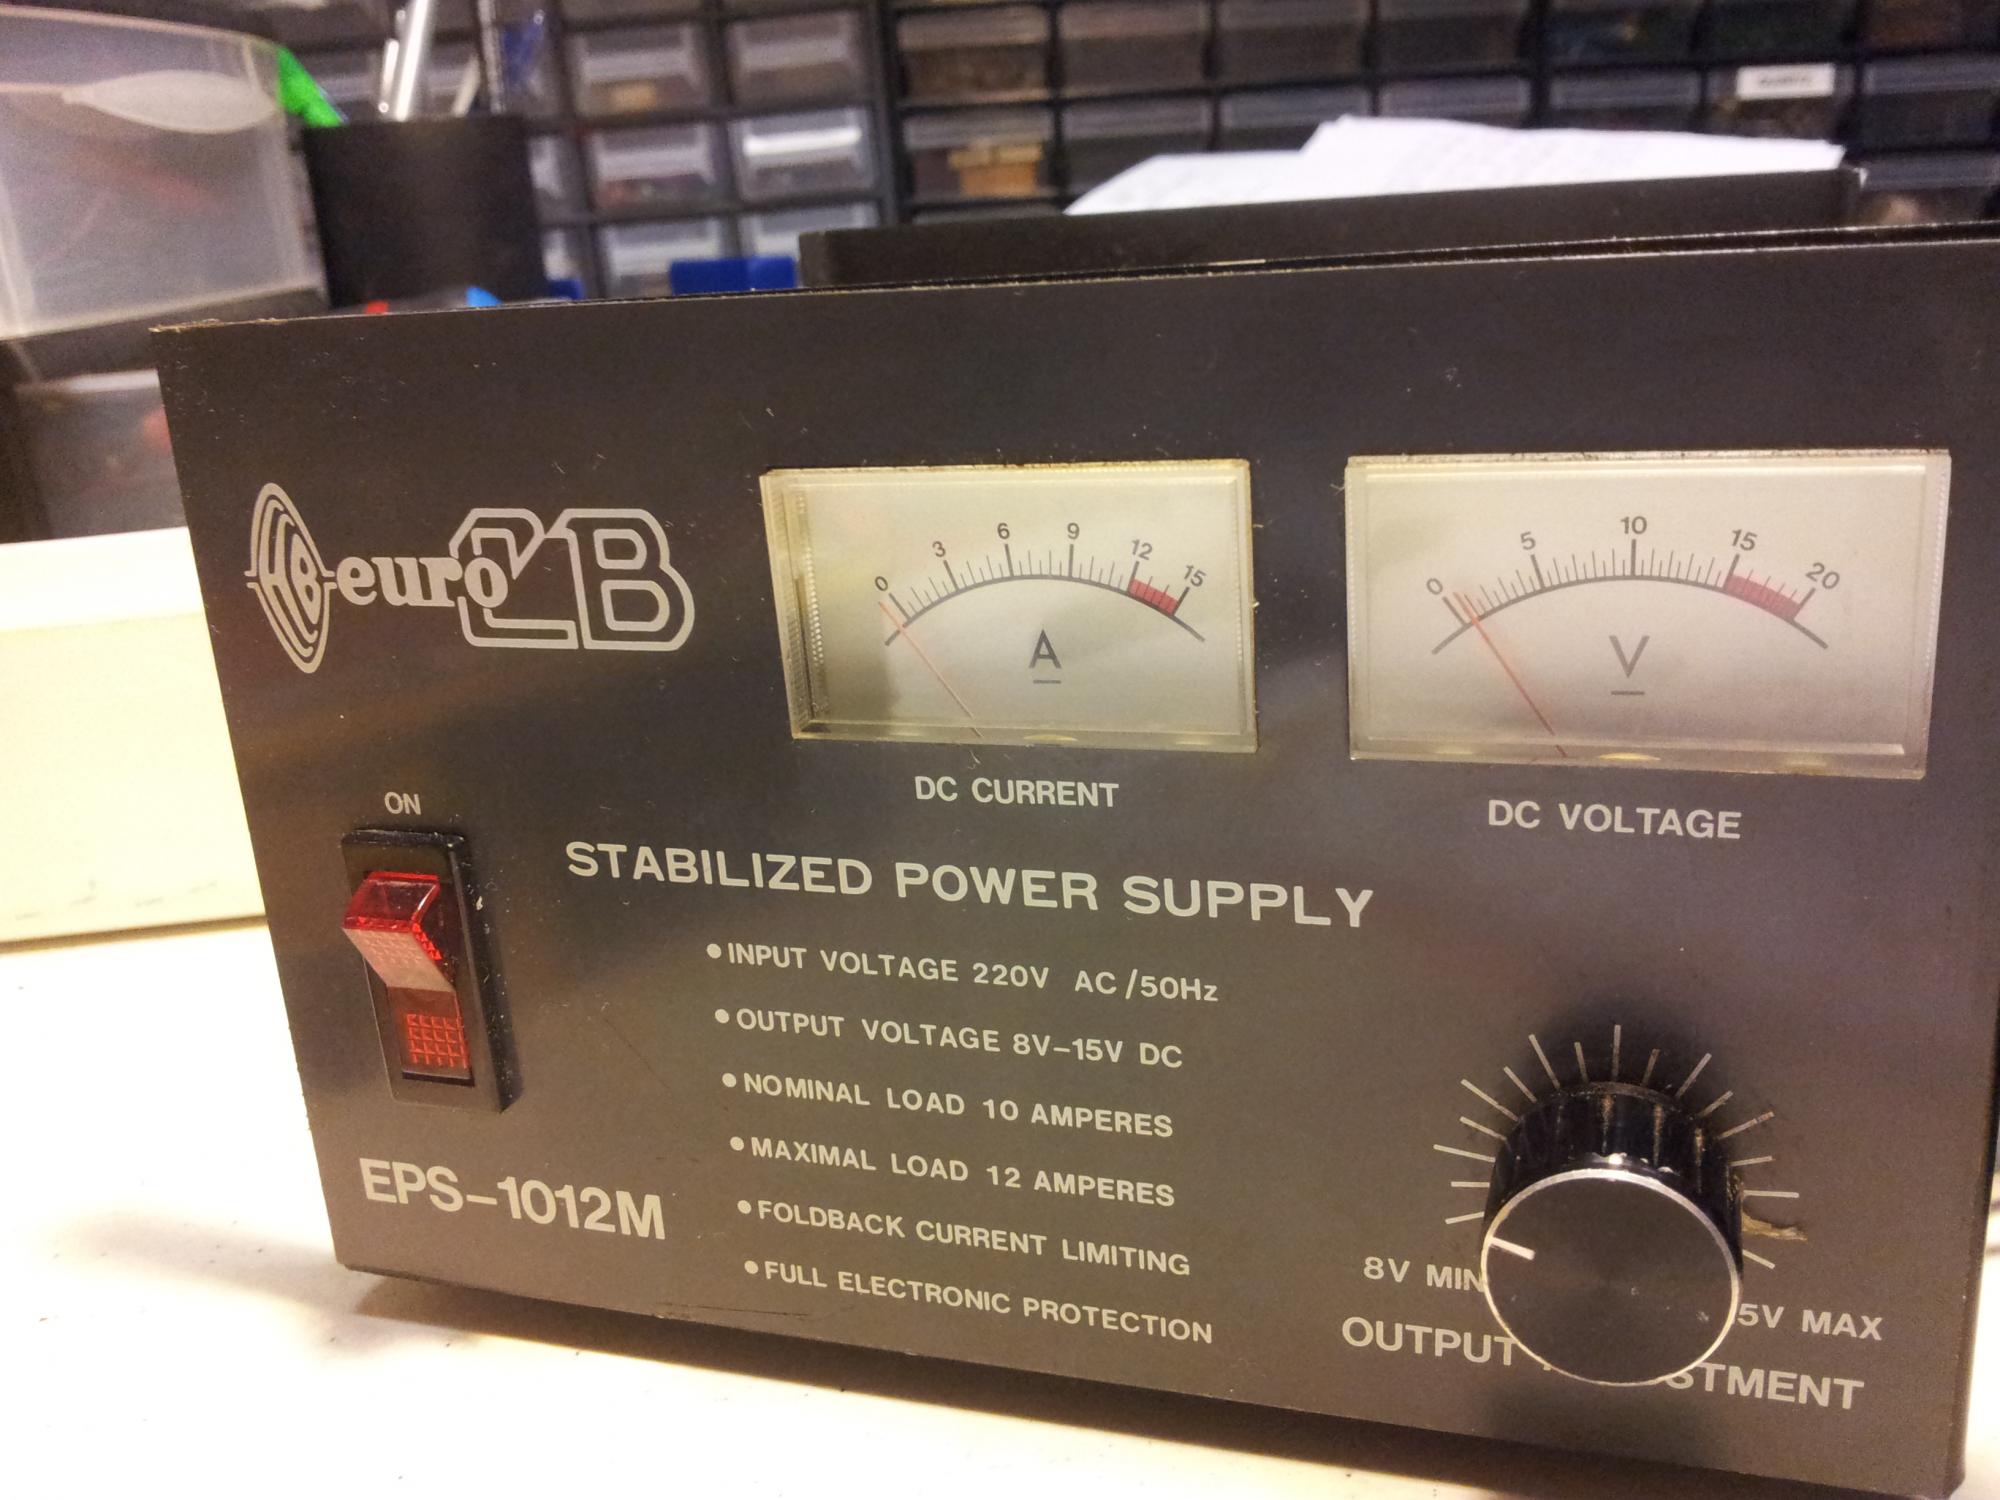 HB euro CB
0 3 6 9 12 15
A
DC CURRENT
0 5 10 15 20
V
DC VOLTAGE
ON
STABILIZED POWER SUPPLY
● INPUT VOLTAGE 220V AC/50Hz
● OUTPUT VOLTAGE 8V–15V DC
● NOMINAL LOAD 10 AMPERES
● MAXIMAL LOAD 12 AMPERES
● FOLDBACK CURRENT LIMITING
● FULL ELECTRONIC PROTECTION
EPS–1012M
8V MIN
5V MAX
OUTPUT STMENT